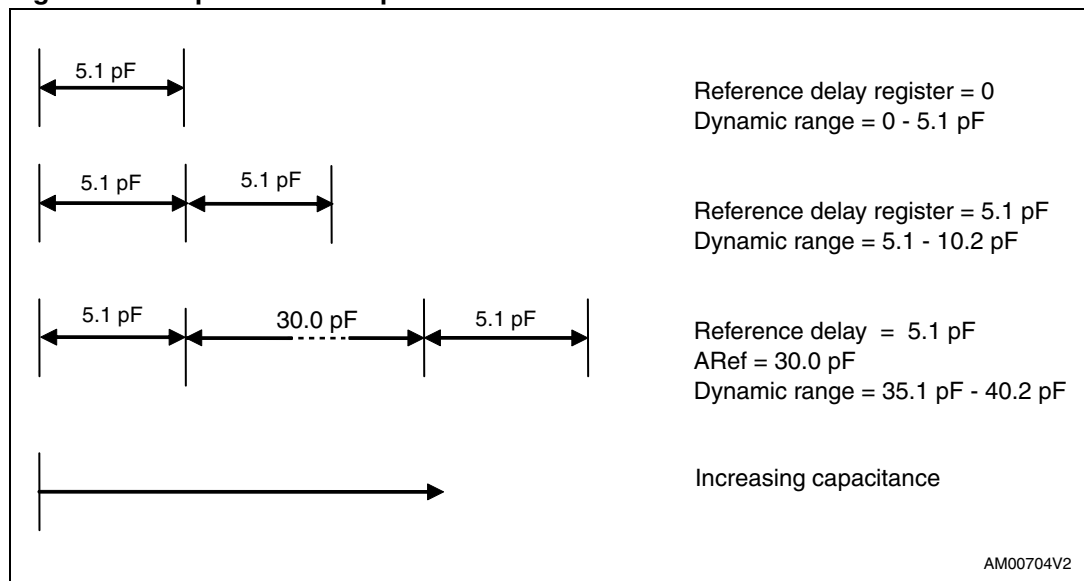 5.1 pF
Reference delay register = 0
Dynamic range = 0 - 5.1 pF
5.1 pF 5.1 pF
Reference delay register = 5.1 pF
Dynamic range = 5.1 - 10.2 pF
5.1 pF 30.0 pF 5.1 pF
Reference delay = 5.1 pF
ARef = 30.0 pF
Dynamic range = 35.1 pF - 40.2 pF
Increasing capacitance
AM00704V2